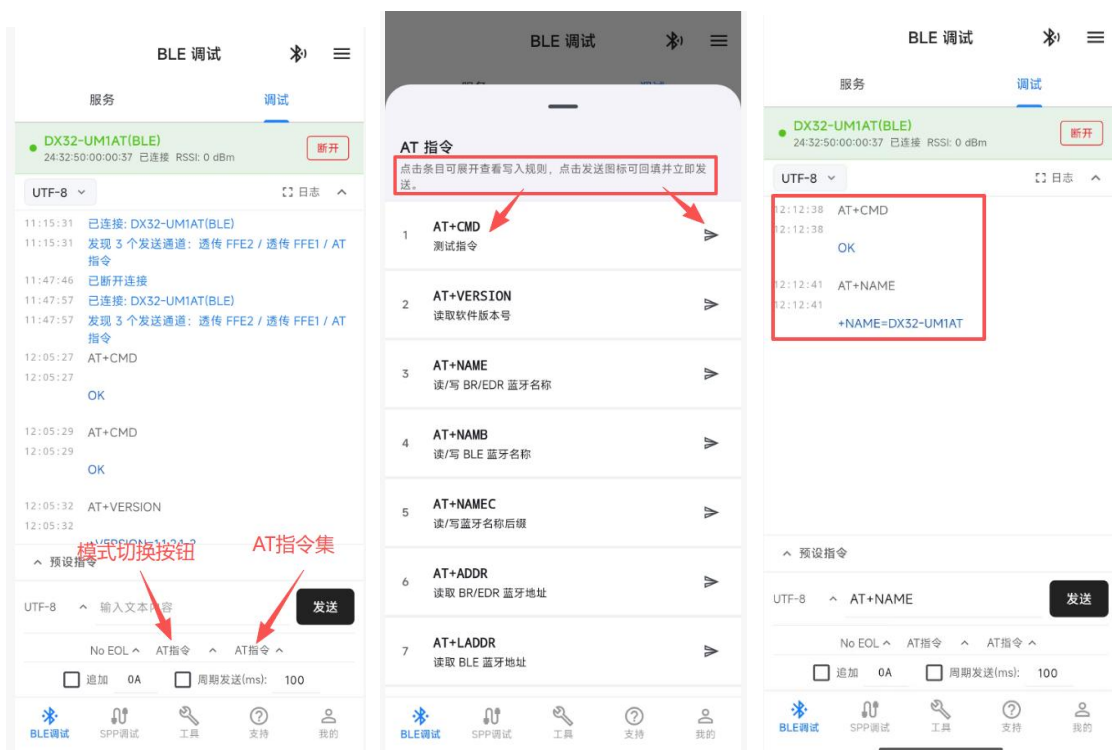 BLE 调试
服务
调试
DX32-UM1AT(BLE)
24:32:50:00:00:37 已连接 RSSI: 0 dBm
断开
UTF-8
日志
11:15:31 已连接: DX32-UM1AT(BLE)
11:15:31 发现 3 个发送通道：透传 FFE2 / 透传 FFE1 / AT
指令
11:47:46 已断开连接
11:47:57 已连接: DX32-UM1AT(BLE)
11:47:57 发现 3 个发送通道：透传 FFE2 / 透传 FFE1 / AT
指令
12:05:27 AT+CMD
12:05:27
OK
12:05:29 AT+CMD
12:05:29
OK
12:05:32 AT+VERSION
12:05:32
模式切换按钮
AT指令集
预设指令
UTF-8
输入文本内容
发送
No EOL
AT指令
AT指令
追加 0A
周期发送(ms): 100
BLE调试
SPP调试
工具
支持
我的
BLE 调试
AT 指令
点击条目可展开查看写入规则，点击发送图标可回填并立即发
送。
1 AT+CMD
测试指令
2 AT+VERSION
读取软件版本号
3 AT+NAME
读/写 BR/EDR 蓝牙名称
4 AT+NAMB
读/写 BLE 蓝牙名称
5 AT+NAMEC
读/写蓝牙名称后缀
6 AT+ADDR
读取 BR/EDR 蓝牙地址
7 AT+LADDR
读取 BLE 蓝牙地址
BLE调试
SPP调试
工具
支持
我的
BLE 调试
服务
调试
DX32-UM1AT(BLE)
24:32:50:00:00:37 已连接 RSSI: 0 dBm
断开
UTF-8
日志
12:12:38 AT+CMD
12:12:38
OK
12:12:41 AT+NAME
12:12:41
+NAME=DX32-UM1AT
预设指令
UTF-8
AT+NAME
发送
No EOL
AT指令
AT指令
追加 0A
周期发送(ms): 100
BLE调试
SPP调试
工具
支持
我的